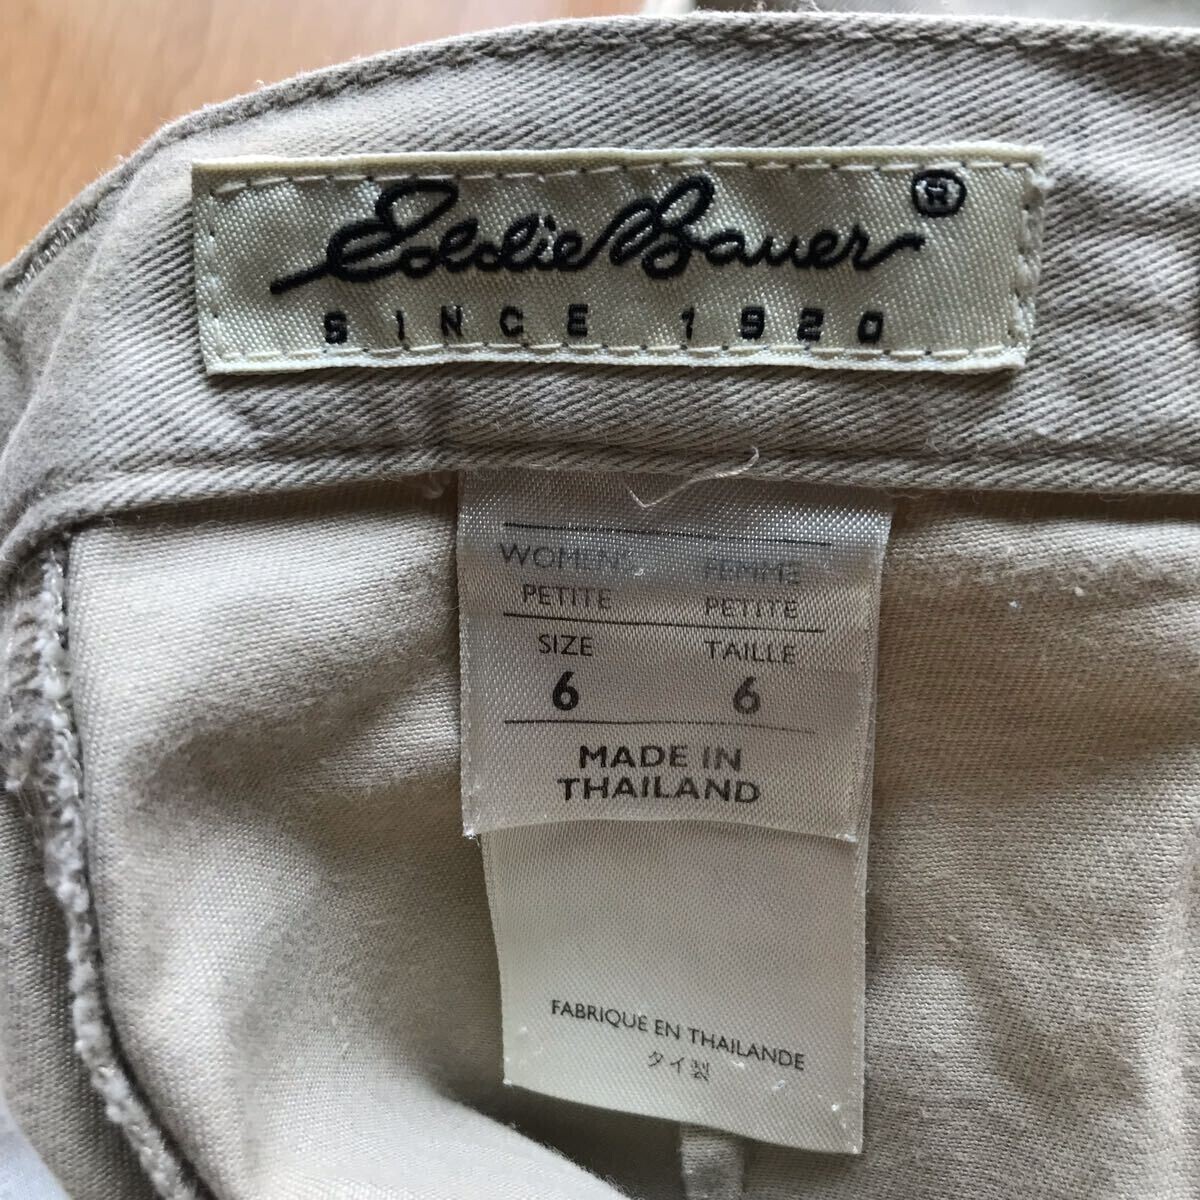 Eddie Bauer ®
SINCE 1920
WOMENS FEMME
PETITE PETITE
SIZE TAILLE
6 6
MADE IN
THAILAND
FABRIQUE EN THAILANDE
タイ製